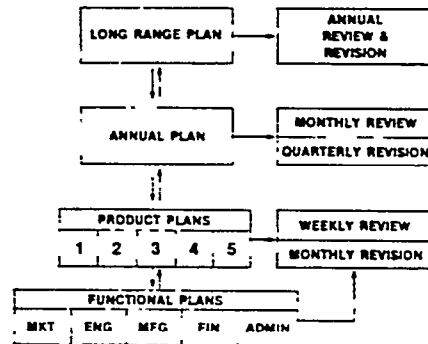 LONG RANGE PLAN
ANNUAL
REVIEW &
REVISION
ANNUAL PLAN
MONTHLY REVIEW
QUARTERLY REVISION
PRODUCT PLANS
1 2 3 4 5
WEEKLY REVIEW
MONTHLY REVISION
FUNCTIONAL PLANS
MKT ENG MFG FIN ADMIN